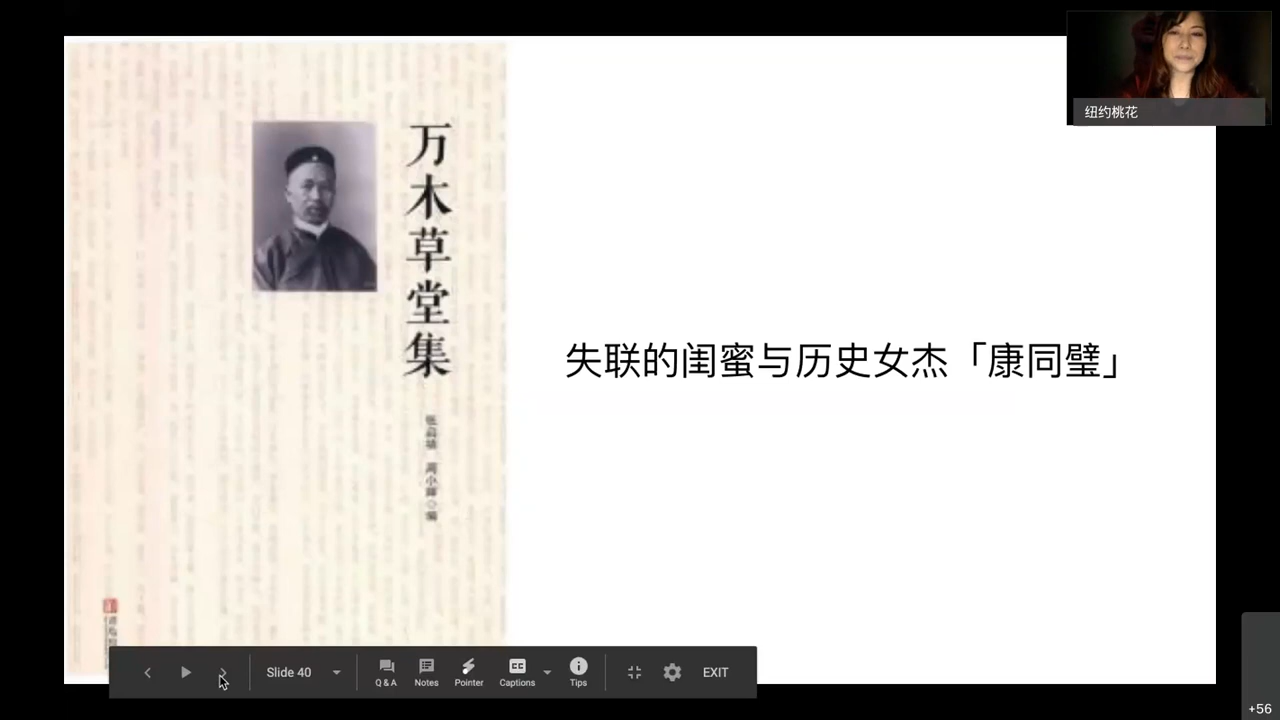 纽约桃花
万木草堂集
失联的闺蜜与历史女杰「康同璧」
Slide 40
Q & A
Notes
Pointer
CC
Captions
Tips
EXIT
+56